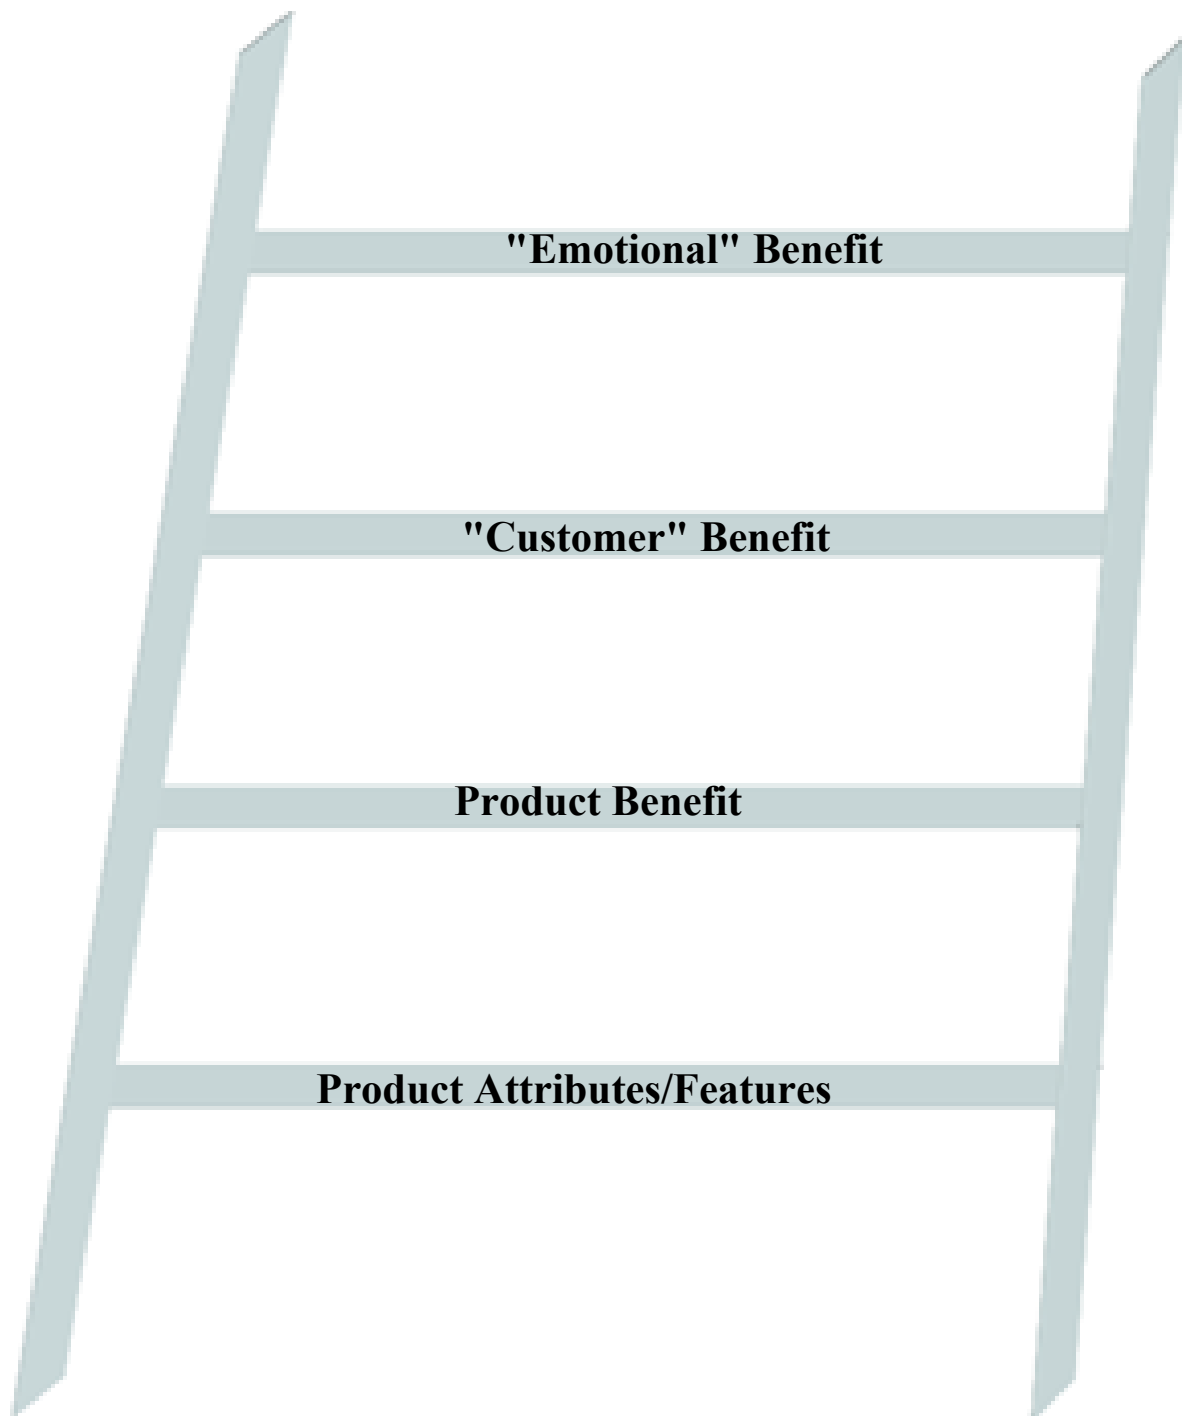 "Emotional" Benefit
"Customer" Benefit
Product Benefit
Product Attributes/Features